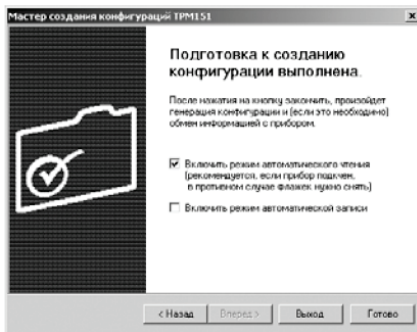 Мастер создания конфигураций ТРМ151
Подготовка к созданию
конфигурации выполнена.
После нажатия на кнопку закончить, произойдет
генерация конфигурации и (если это необходимо)
обмен информацией с прибором.
Включить режим автоматического чтения
(рекомендуется, если прибор подкчен,
в противном случае флажек нужно снять)
Включить режим автоматической записи
< Назад
Вперед >
Выход
Готово